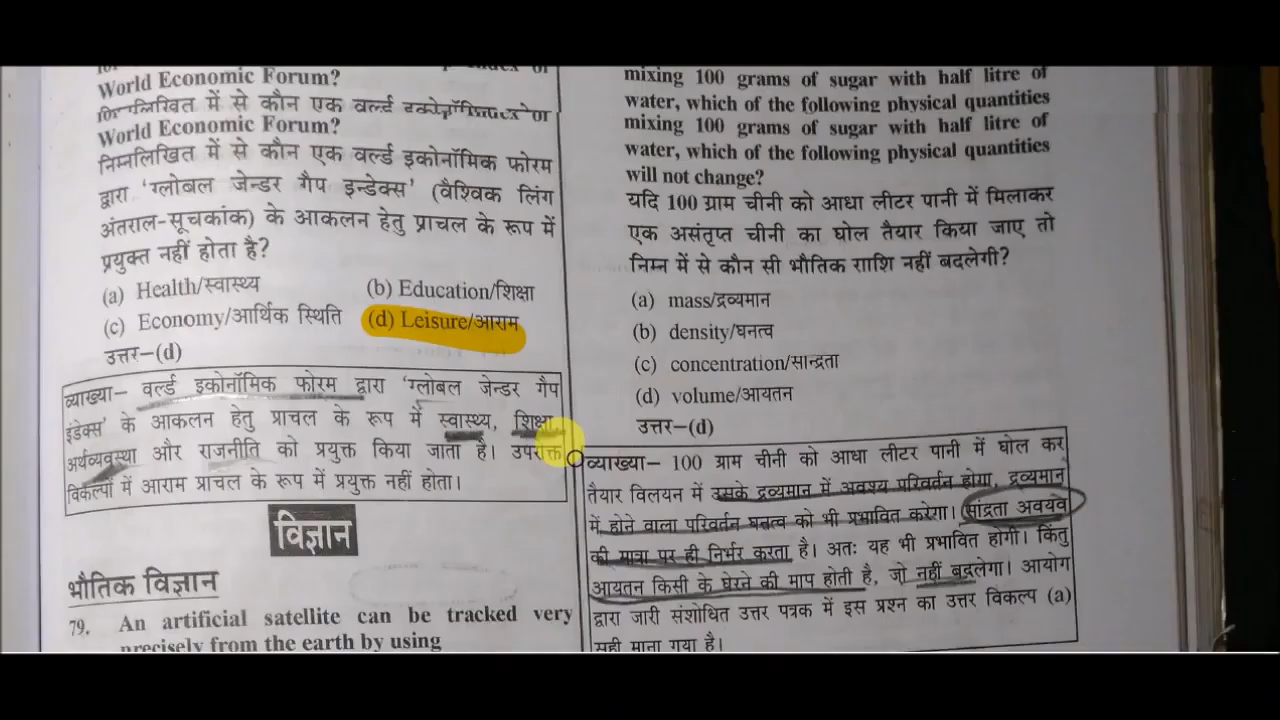 World Economic Forum?
में से कौन एक वर्ल्ड
World Economic Forum?
निम्नलिखित में से कौन एक वर्ल्ड इकोनॉमिक फोरम
द्वारा 'ग्लोबल जेन्डर गैप इन्डेक्स' (वैश्विक लिंग
अंतराल-सूचकांक) के आकलन हेतु प्राचल के रूप में
प्रयुक्त नहीं होता है?
(a) Health/स्वास्थ्य (b) Education/शिक्षा
(c) Economy/आर्थिक स्थिति (d) Leisure/आराम
उत्तर–(d)
व्याख्या– वर्ल्ड इकोनॉमिक फोरम द्वारा 'ग्लोबल जेन्डर गैप
इंडेक्स' के आकलन हेतु प्राचल के रूप में स्वास्थ्य, शिक्षा,
अर्थव्यवस्था और राजनीति को प्रयुक्त किया जाता है। उपरोक्त
विकल्पों में आराम प्राचल के रूप में प्रयुक्त नहीं होता।
विज्ञान
भौतिक विज्ञान
79. An artificial satellite can be tracked very
precisely from the earth by using
mixing 100 grams of sugar with half litre of
water, which of the following physical quantities
mixing 100 grams of sugar with half litre of
water, which of the following physical quantities
will not change?
यदि 100 ग्राम चीनी को आधा लीटर पानी में मिलाकर
एक असंतृप्त चीनी का घोल तैयार किया जाए तो
निम्न में से कौन सी भौतिक राशि नहीं बदलेगी?
(a) mass/द्रव्यमान
(b) density/घनत्व
(c) concentration/सान्द्रता
(d) volume/आयतन
उत्तर–(d)
व्याख्या– 100 ग्राम चीनी को आधा लीटर पानी में घोल कर
तैयार विलयन में उसके द्रव्यमान में अवश्य परिवर्तन होगा, द्रव्यमान
में होने वाला परिवर्तन घनत्व को भी प्रभावित करेगा। सांद्रता अवयवे
की मात्रा पर ही निर्भर करता है। अतः यह भी प्रभावित होगी। किंतु
आयतन किसी के घेरने की माप होती है, जो नहीं बदलेगा। आयोग
द्वारा जारी संशोधित उत्तर पत्रक में इस प्रश्न का उत्तर विकल्प (a)
सही माना गया है।